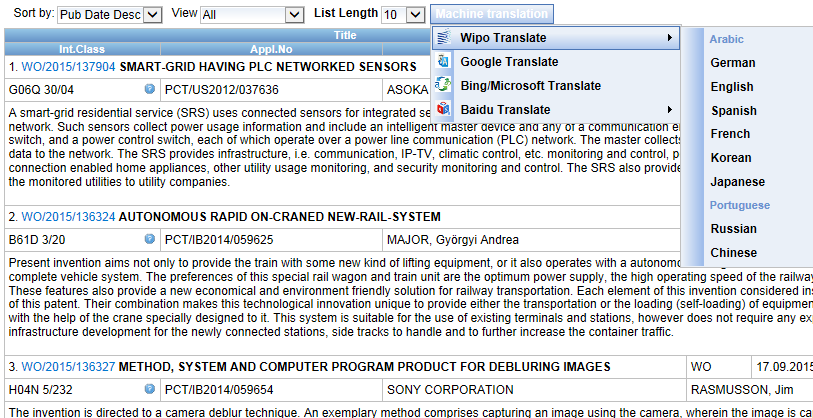 Sort by: Pub Date Desc View All List Length 10 Machine translation
Title
Int.Class Appl.No
Wipo Translate
Google Translate
Bing/Microsoft Translate
Baidu Translate
Arabic
German
English
Spanish
French
Korean
Japanese
Portuguese
Russian
Chinese
1. WO/2015/137904 SMART-GRID HAVING PLC NETWORKED SENSORS
G06Q 30/04 PCT/US2012/037636 ASOKA
A smart-grid residential service (SRS) uses connected sensors for integrated se
network. Such sensors collect power usage information and include an intelligent master device and any of a communication e
switch, and a power control switch, each of which operate over a power line communication (PLC) network. The master collects
data to the network. The SRS provides infrastructure, i.e. communication, IP-TV, climatic control, etc. monitoring and control, p
connection enabled home appliances, other utility usage monitoring, and security monitoring and control. The SRS also provide
the monitored utilities to utility companies.
2. WO/2015/136324 AUTONOMOUS RAPID ON-CRANED NEW-RAIL-SYSTEM
B61D 3/20 PCT/IB2014/059625 MAJOR, Györgyi Andrea
Present invention aims not only to provide the train with some new kind of lifting equipment, or it also operates with a autonomo
complete vehicle system. The preferences of this special rail wagon and train unit are the optimum power supply, the high operating speed of the railway
These features also provide a new economical and environment friendly solution for railway transportation. Each element of this invention considered ins
of this patent. Their combination makes this technological innovation unique to provide either the transportation or the loading (self-loading) of equipmen
with the help of the crane specially designed to it. This system is suitable for the use of existing terminals and stations, however does not require any exp
infrastructure development for the newly connected stations, side tracks to handle and to further increase the container traffic.
3. WO/2015/136327 METHOD, SYSTEM AND COMPUTER PROGRAM PRODUCT FOR DEBLURING IMAGES WO 17.09.2015
H04N 5/232 PCT/IB2014/059654 SONY CORPORATION RASMUSSON, Jim
The invention is directed to a camera deblur technique. An exemplary method comprises capturing an image using the camera, wherein the image is ca